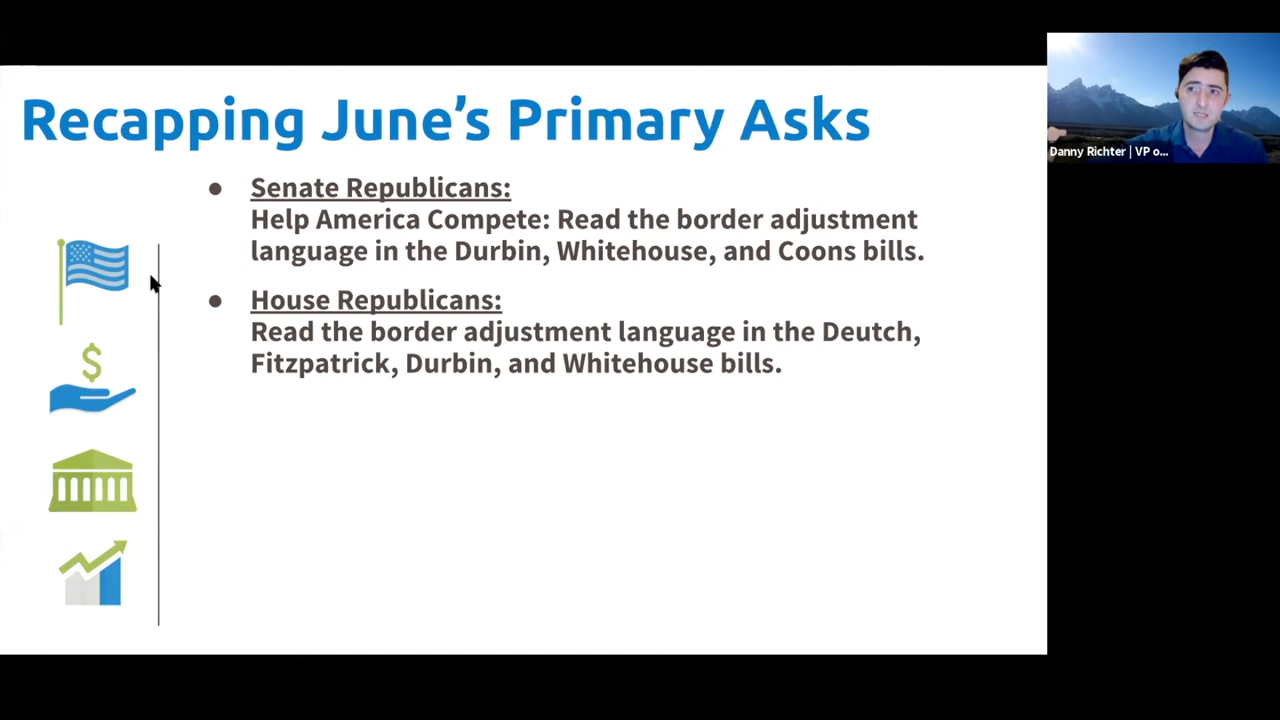 Recapping June's Primary Asks
● Senate Republicans:
Help America Compete: Read the border adjustment
language in the Durbin, Whitehouse, and Coons bills.
● House Republicans:
Read the border adjustment language in the Deutch,
Fitzpatrick, Durbin, and Whitehouse bills.
$
Danny Richter | VP o...